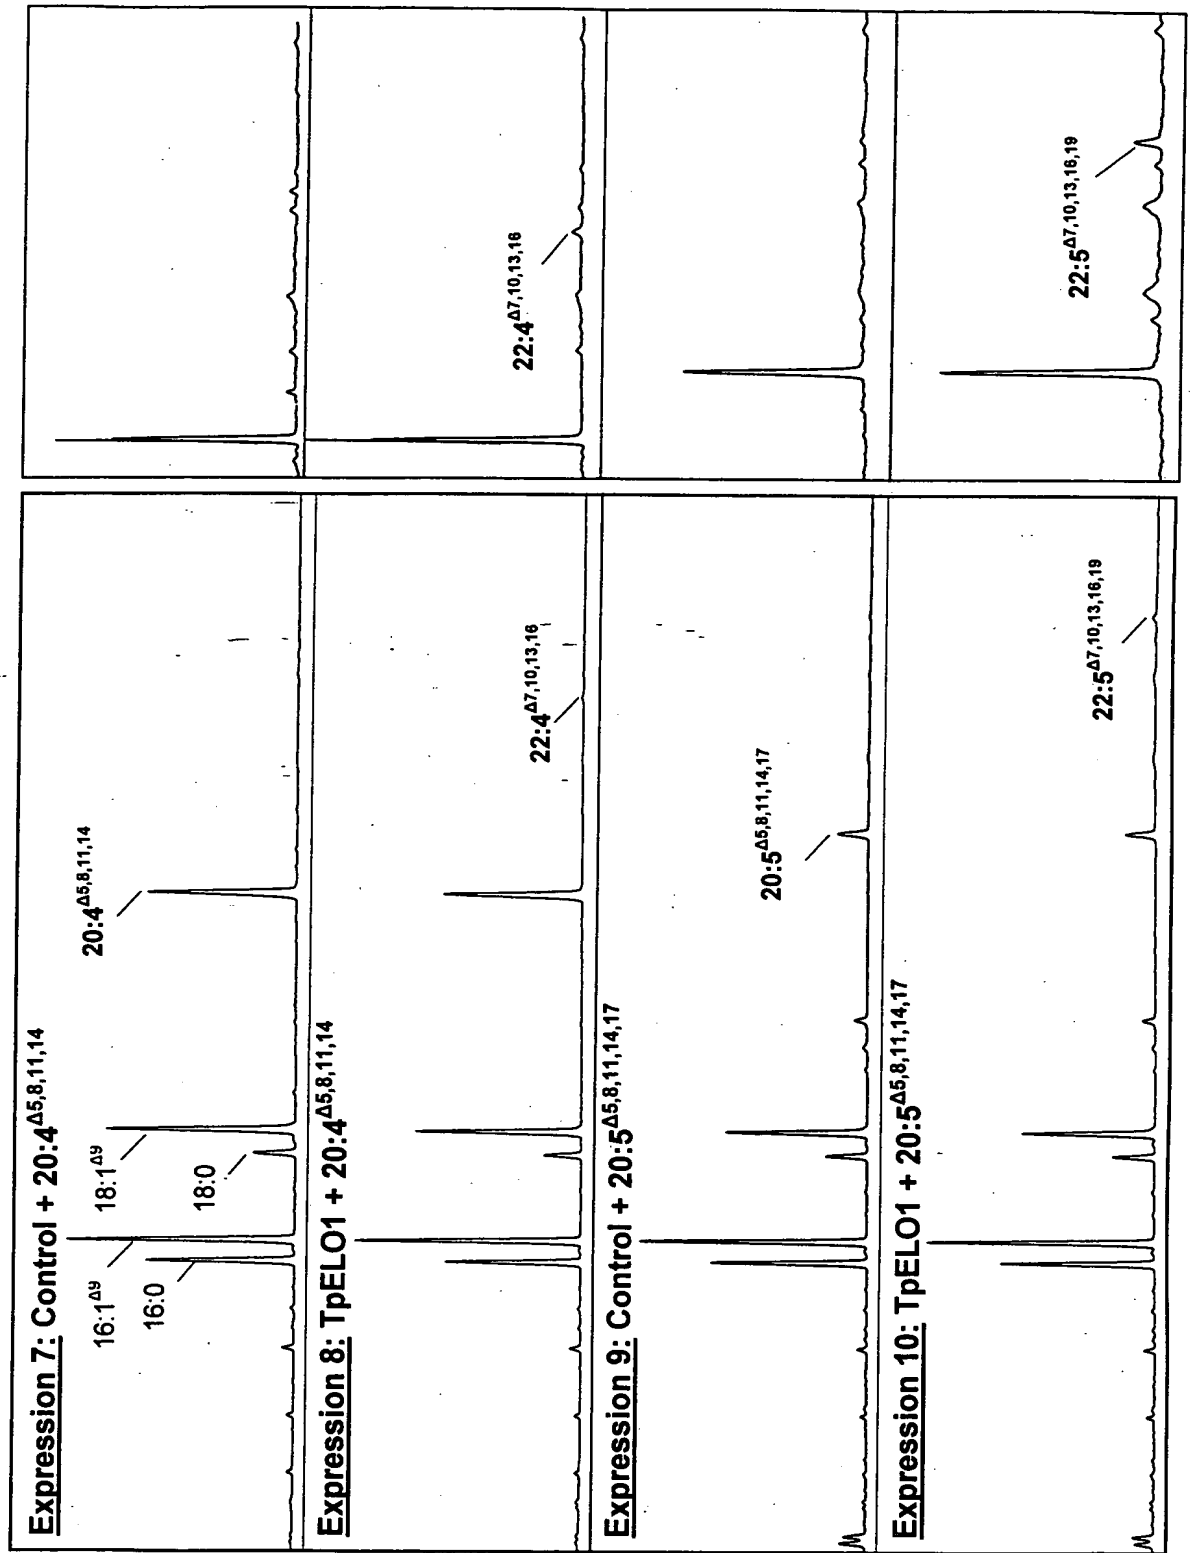 Expression 7: Control + 20:4Δ5,8,11,14
16:1Δ9
16:0
18:1Δ9
18:0
20:4Δ5,8,11,14
Expression 8: TpELO1 + 20:4Δ5,8,11,14
22:4Δ7,10,13,16
22:4Δ7,10,13,16
Expression 9: Control + 20:5Δ5,8,11,14,17
20:5Δ5,8,11,14,17
Expression 10: TpELO1 + 20:5Δ5,8,11,14,17
22:5Δ7,10,13,16,19
22:5Δ7,10,13,16,19